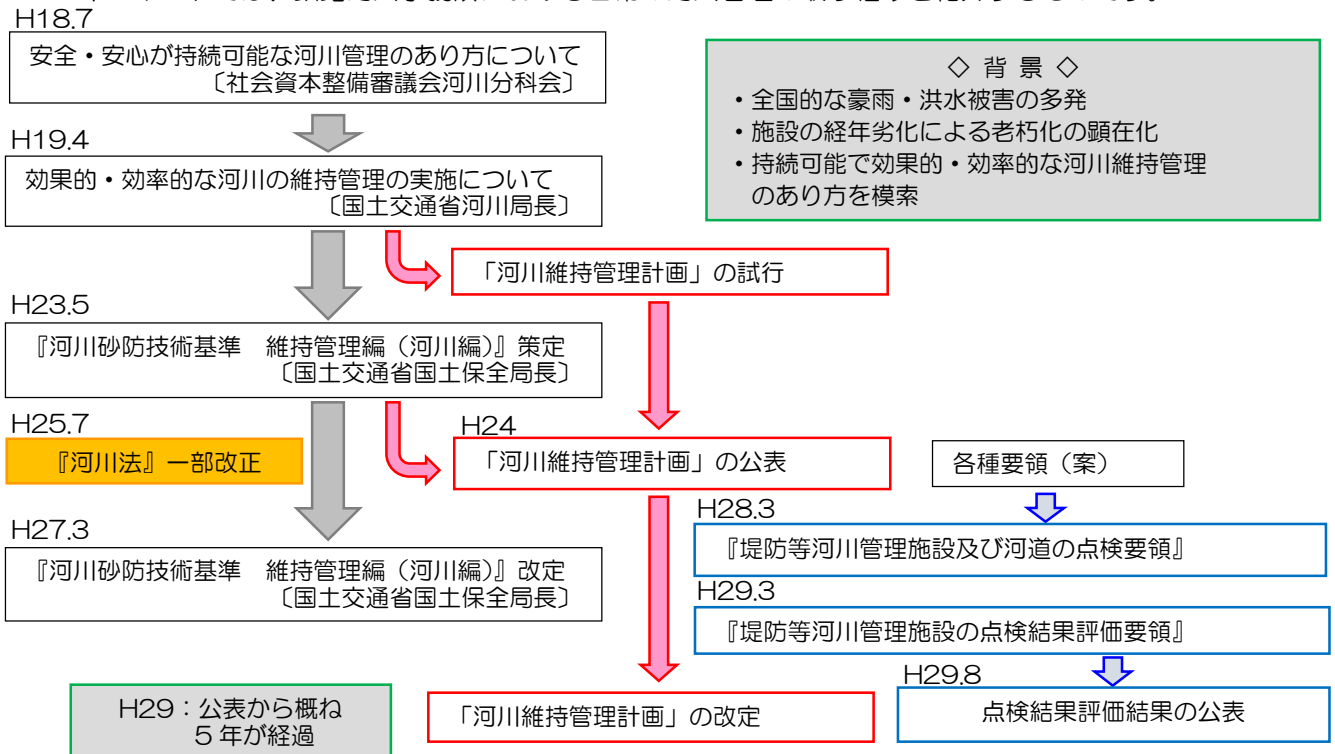 H18.7
安全・安心が持続可能な河川管理のあり方について
〔社会資本整備審議会河川分科会〕
◇ 背 景 ◇
・全国的な豪雨・洪水被害の多発
・施設の経年劣化による老朽化の顕在化
・持続可能で効果的・効率的な河川維持管理
のあり方を模索
H19.4
効果的・効率的な河川の維持管理の実施について
〔国土交通省河川局長〕
「河川維持管理計画」の試行
H23.5
『河川砂防技術基準 維持管理編(河川編)』策定
〔国土交通省国土保全局長〕
H25.7
『河川法』一部改正
H24
「河川維持管理計画」の公表
各種要領(案)
H28.3
『堤防等河川管理施設及び河道の点検要領』
H27.3
『河川砂防技術基準 維持管理編(河川編)』改定
〔国土交通省国土保全局長〕
H29.3
『堤防等河川管理施設の点検結果評価要領』
H29.8
点検結果評価結果の公表
H29:公表から概ね
5年が経過
「河川維持管理計画」の改定